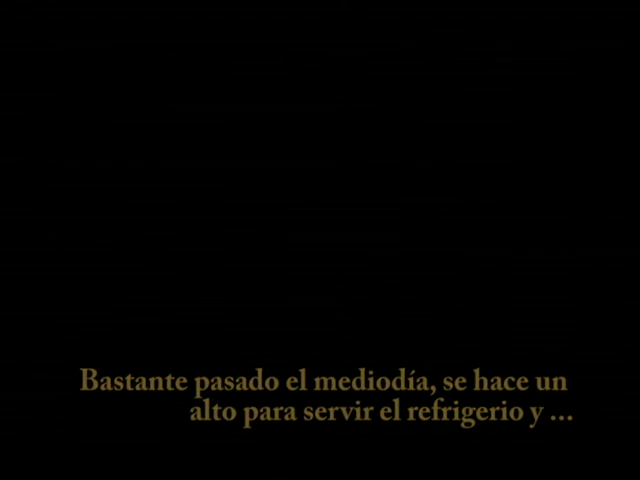 Bastante pasado el mediodía, se hace un
alto para servir el refrigerio y ...